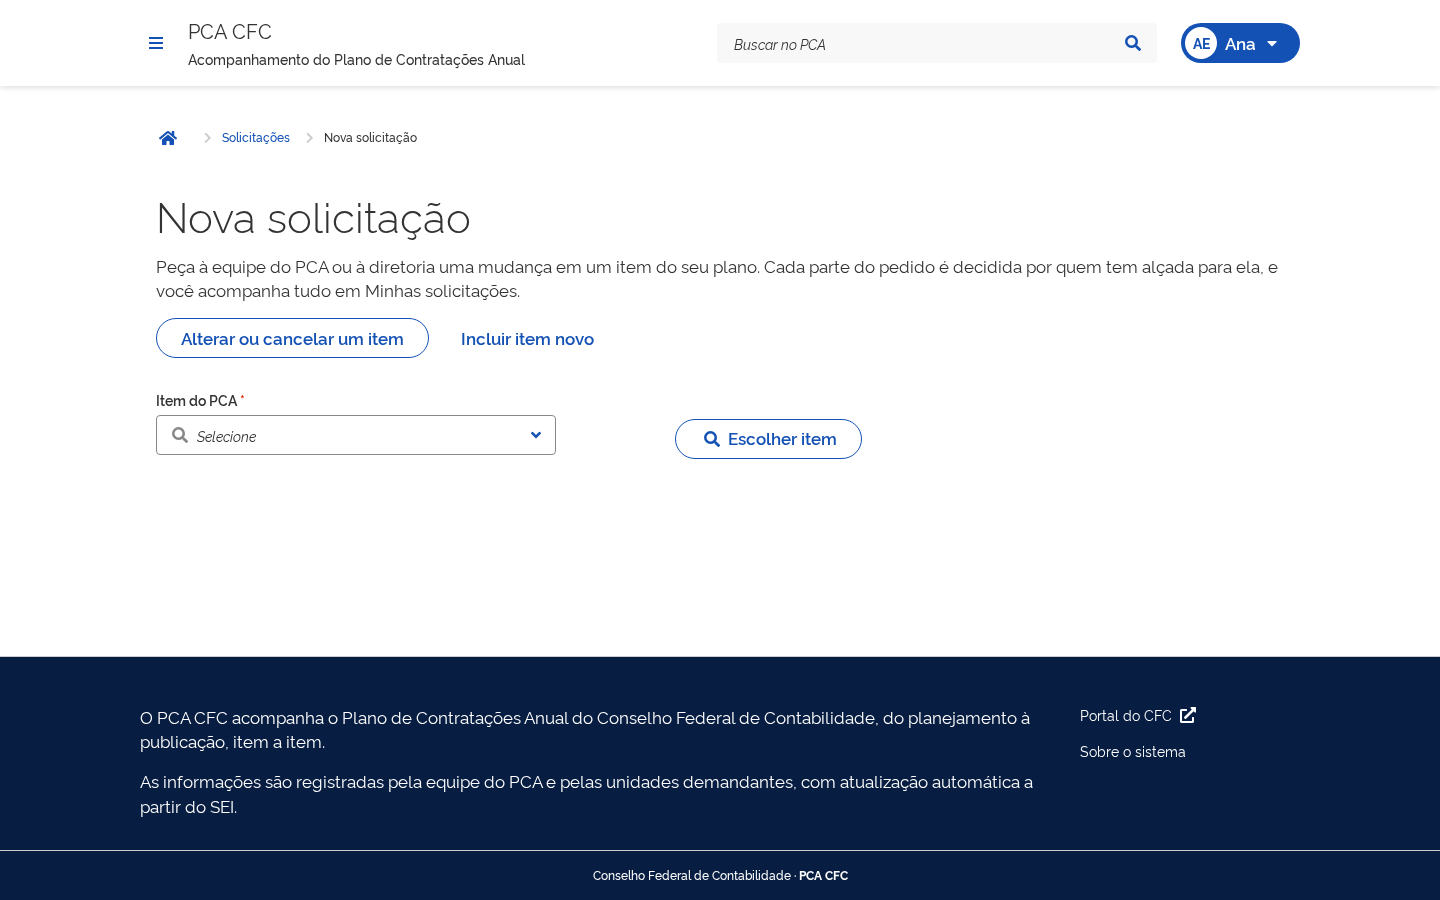 PCA CFC
Acompanhamento do Plano de Contratações Anual
Buscar no PCA
AE Ana
Solicitações
Nova solicitação
Nova solicitação
Peça à equipe do PCA ou à diretoria uma mudança em um item do seu plano. Cada parte do pedido é decidida por quem tem alçada para ela, e
você acompanha tudo em Minhas solicitações.
Alterar ou cancelar um item
Incluir item novo
Item do PCA *
Selecione
Escolher item
O PCA CFC acompanha o Plano de Contratações Anual do Conselho Federal de Contabilidade, do planejamento à
publicação, item a item.
As informações são registradas pela equipe do PCA e pelas unidades demandantes, com atualização automática a
partir do SEI.
Portal do CFC
Sobre o sistema
Conselho Federal de Contabilidade · PCA CFC